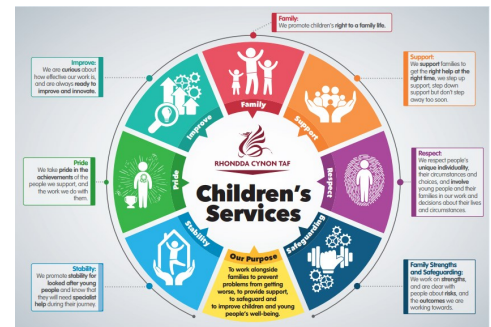 Family:
We promote children's right to a family life.
Improve:
We are curious about
how effective our work is,
and are always ready to
improve and innovate.
Support:
We support families to
get the right help at the
right time, we step up
support, step down
support but don't step
away too soon.
Family
Improve
Support
RHONDDA CYNON TAF
Children's
Services
Pride
We take pride in the
achievements of the
people we support, and
the work we do with
them.
Pride
Respect
Respect:
We respect people's
unique individuality,
their circumstances and
choices, and involve
young people and their
families in our work and
decisions about their lives
and circumstances.
Stability
Safeguarding
Stability:
We promote stability for
looked after young
people and know that
they will need specialist
help during their journey.
Our Purpose
To work alongside
families to prevent
problems from getting
worse, to provide support,
to safeguard and
to improve children and young
people's well-being.
Family Strengths
and Safeguarding:
We work on strengths,
and are clear with
people about risks, and
the outcomes we are
working towards.